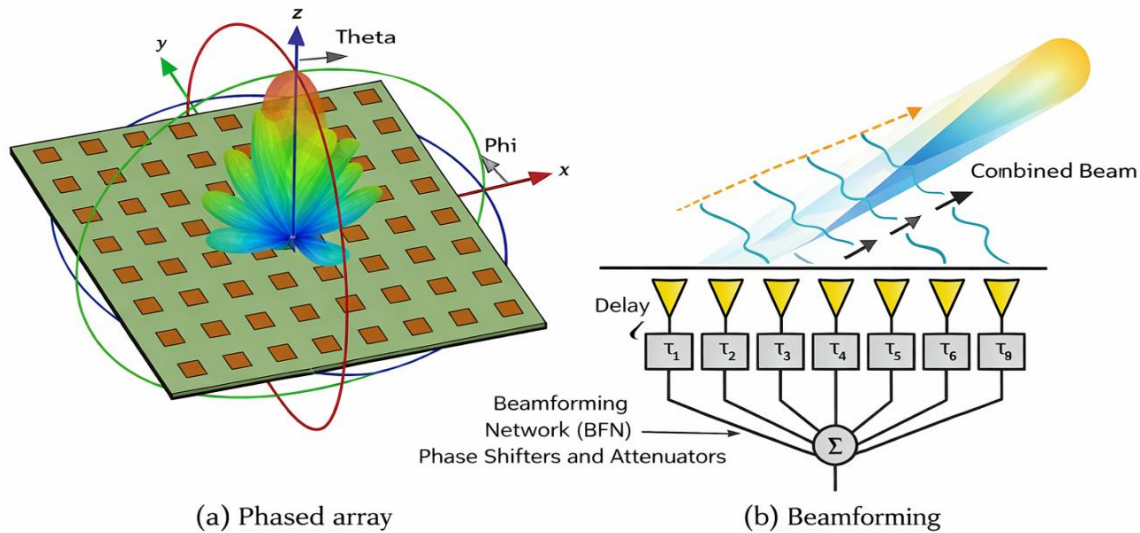 z
Theta
y
Phi
x
Combined Beam
Delay
τ1 τ2 τ3 τ4 τ5 τ6 τ9
Beamforming
Network (BFN)
Phase Shifters and Attenuators
Σ
(a) Phased array
(b) Beamforming